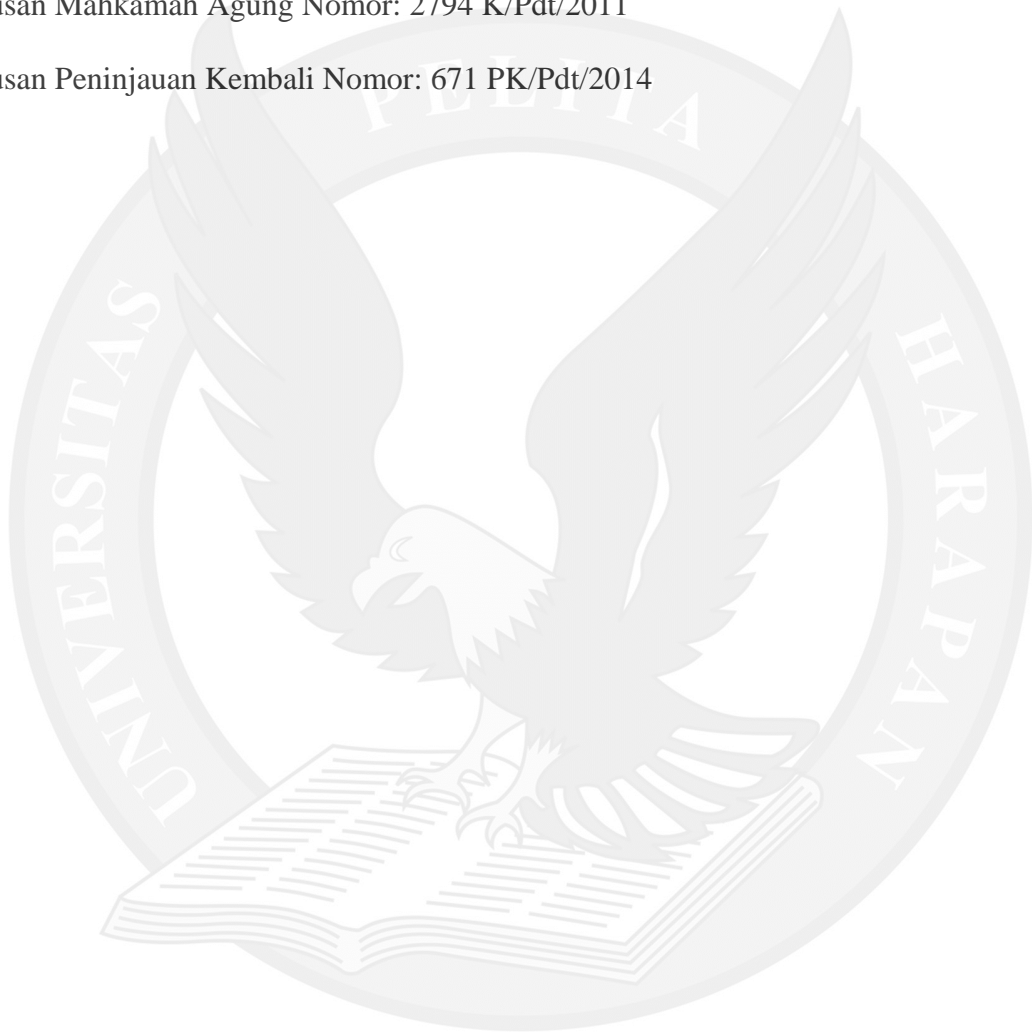 usan Mahkamah Agung Nomor: 2794 K/Pdt/2011
usan Peninjauan Kembali Nomor: 671 PK/Pdt/2014
UNIVERSITAS PELITA HARAPAN